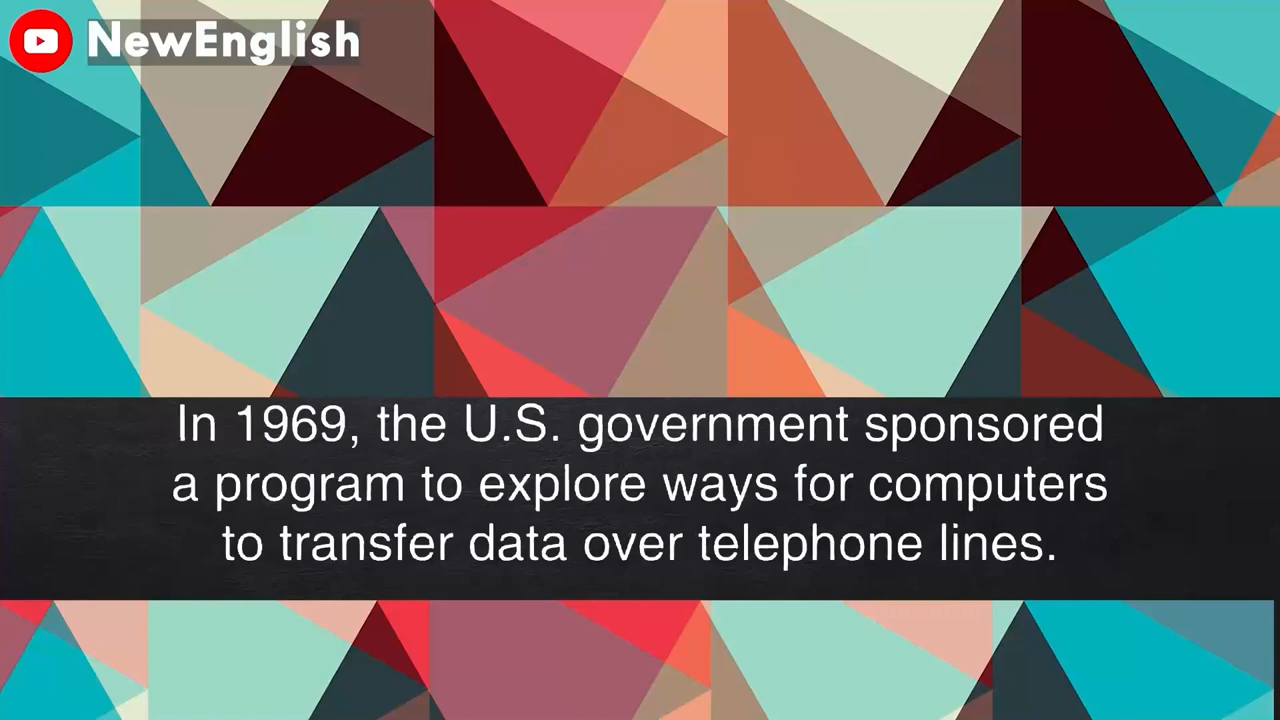 NewEnglish
In 1969, the U.S. government sponsored
a program to explore ways for computers
to transfer data over telephone lines.